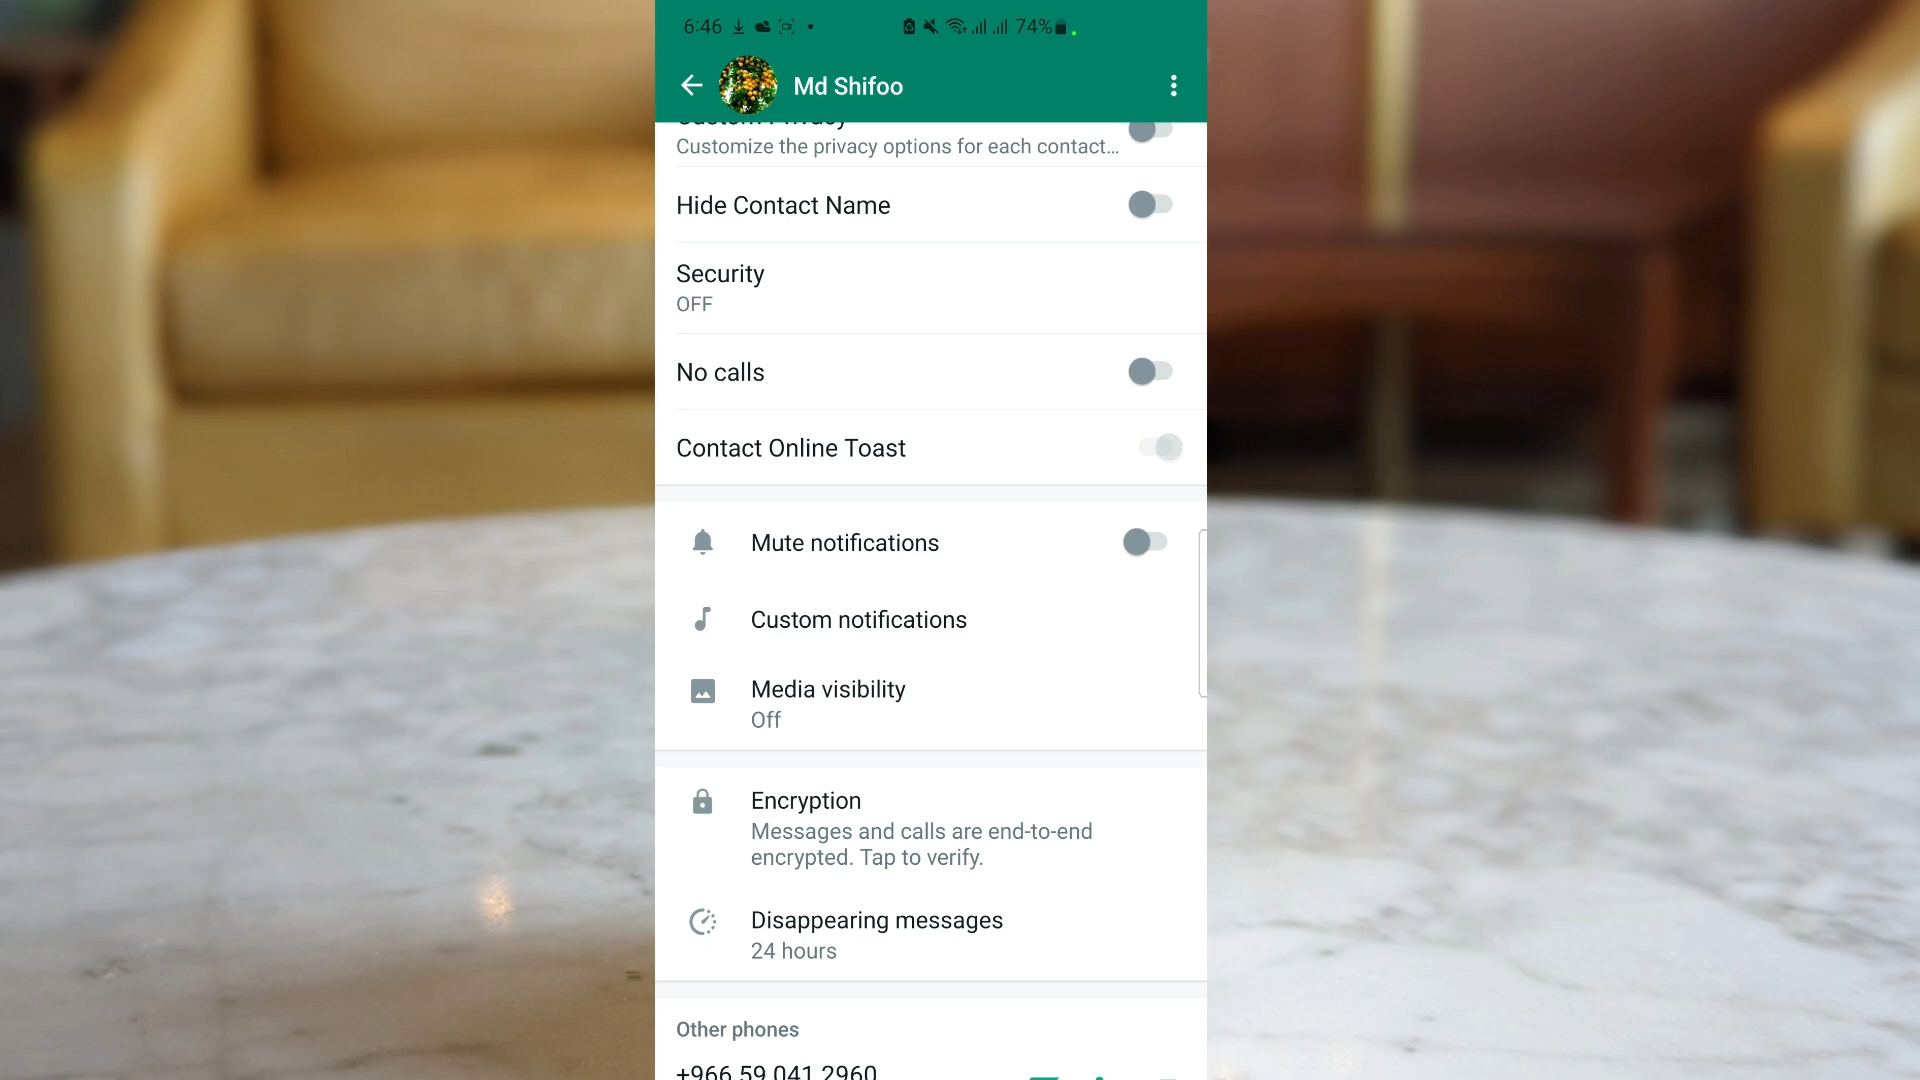 6:46
74%
Md Shifoo
Custom Privacy
Customize the privacy options for each contact...
Hide Contact Name
Security
OFF
No calls
Contact Online Toast
Mute notifications
Custom notifications
Media visibility
Off
Encryption
Messages and calls are end-to-end
encrypted. Tap to verify.
Disappearing messages
24 hours
Other phones
+966 59 041 2960